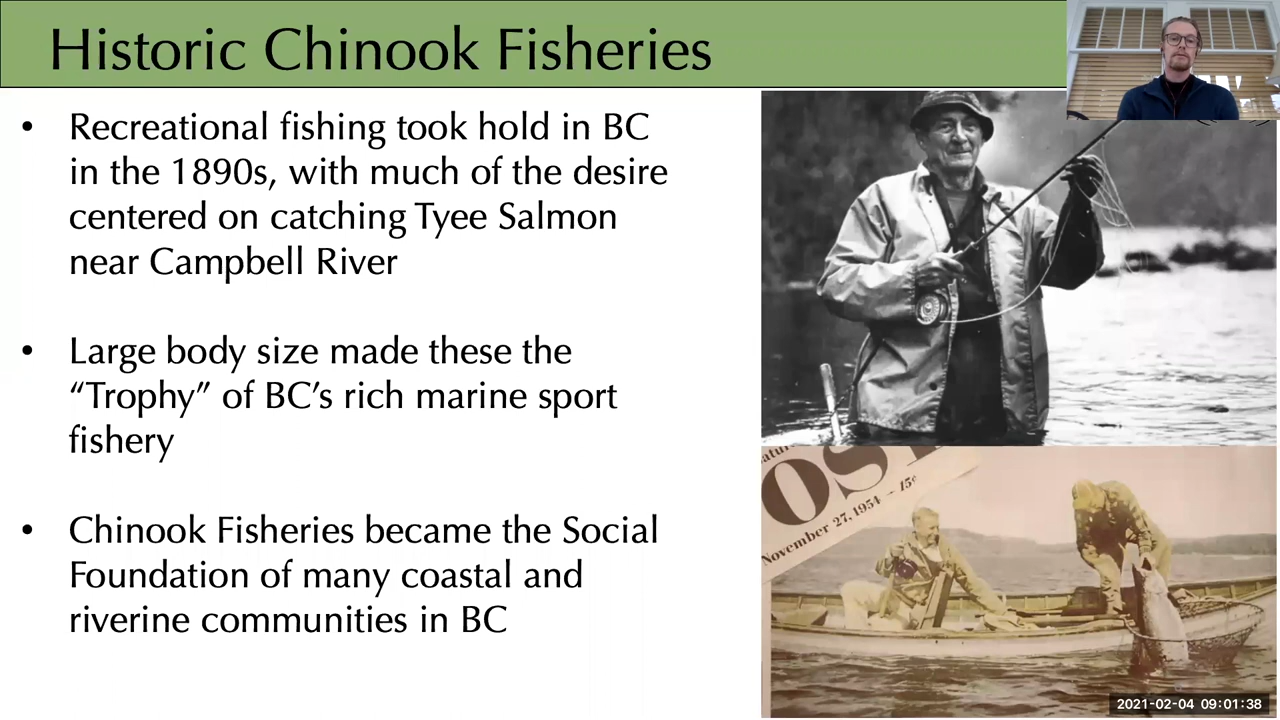 Historic Chinook Fisheries
• Recreational fishing took hold in BC
in the 1890s, with much of the desire
centered on catching Tyee Salmon
near Campbell River
• Large body size made these the
“Trophy” of BC’s rich marine sport
fishery
• Chinook Fisheries became the Social
Foundation of many coastal and
riverine communities in BC
November 27, 1954 – 15¢
2021-02-04 09:01:38